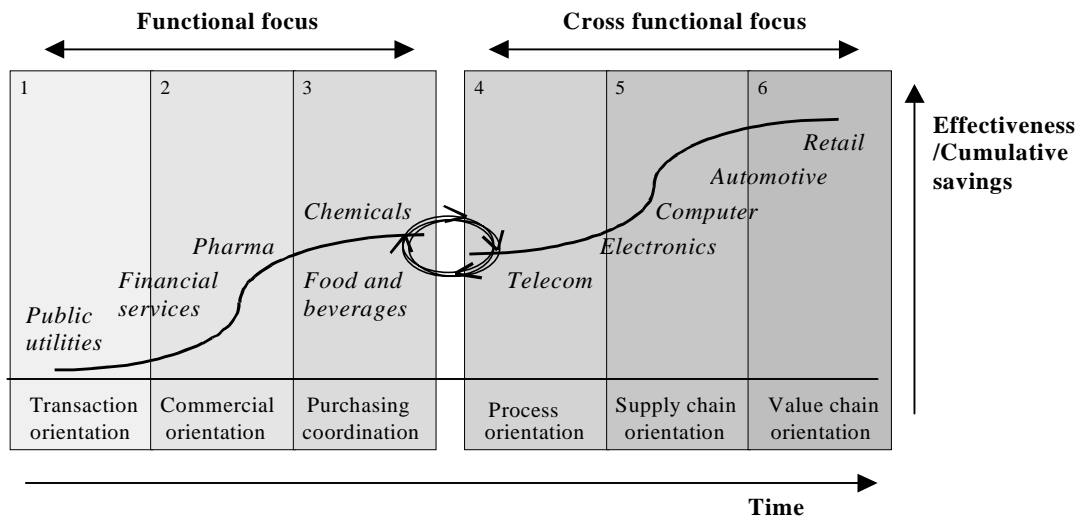 Functional focus
Cross functional focus
1
2
3
4
5
6
Effectiveness
/Cumulative
savings
Retail
Automotive
Computer
Electronics
Telecom
Chemicals
Pharma
Food and
beverages
Financial
services
Public
utilities
Transaction
orientation
Commercial
orientation
Purchasing
coordination
Process
orientation
Supply chain
orientation
Value chain
orientation
Time